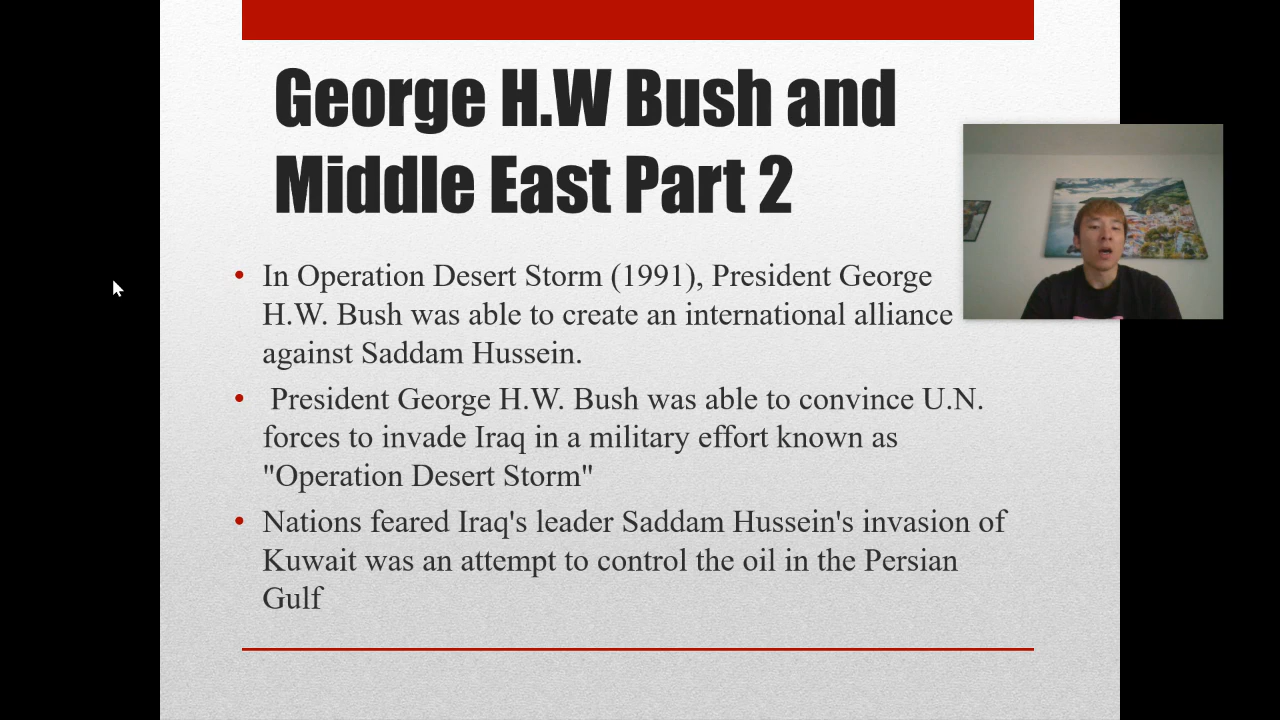 George H.W Bush and
Middle East Part 2
• In Operation Desert Storm (1991), President George
H.W. Bush was able to create an international alliance
against Saddam Hussein.
• President George H.W. Bush was able to convince U.N.
forces to invade Iraq in a military effort known as
"Operation Desert Storm"
• Nations feared Iraq's leader Saddam Hussein's invasion of
Kuwait was an attempt to control the oil in the Persian
Gulf